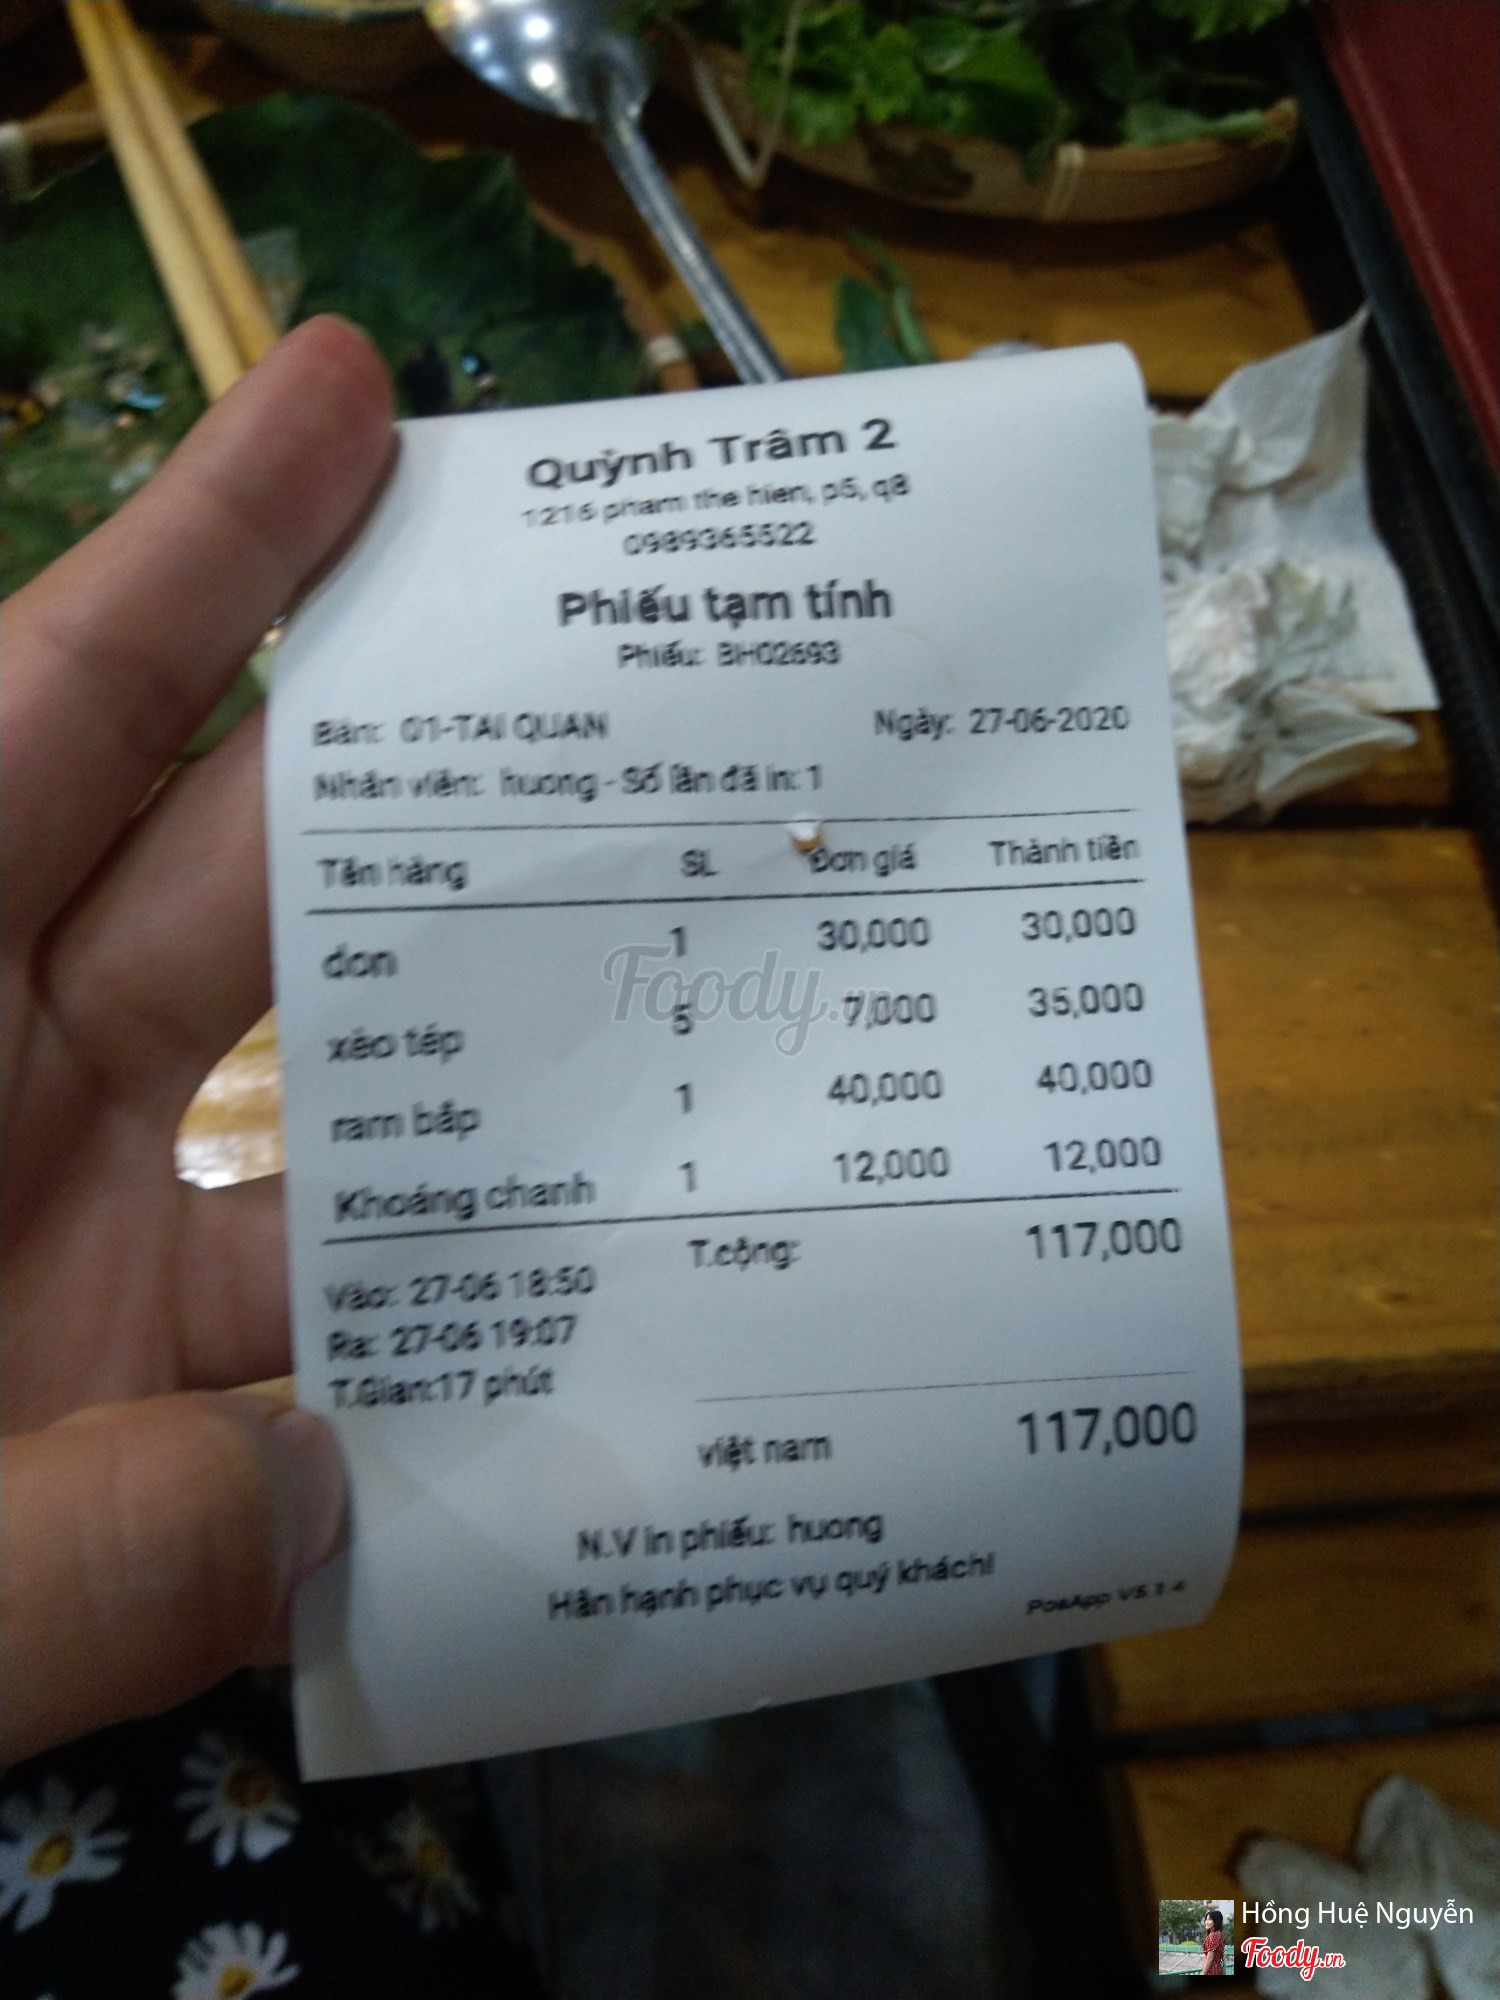 Quỳnh Trâm 2
1216 pham the hien, p5, q8
0989365522
Phiếu tạm tính
Phiếu: BH02693
Bàn: 01-TAI QUAN Ngày: 27-06-2020
Nhân viên: huong - Số lần đã in: 1
Tên hàng SL Đơn giá Thành tiền
don 1 30,000 30,000
xèo tép 5 7,000 35,000
ram bắp 1 40,000 40,000
Khoáng chanh 1 12,000 12,000
T.cộng: 117,000
Vào: 27-06 18:50
Ra: 27-06 19:07
T.Gian:17 phút
việt nam 117,000
N.V in phiếu: huong
Hân hạnh phục vụ quý khách!
PosApp V5.1.4
Foody.vn
Hồng Huệ Nguyễn
Foody.vn